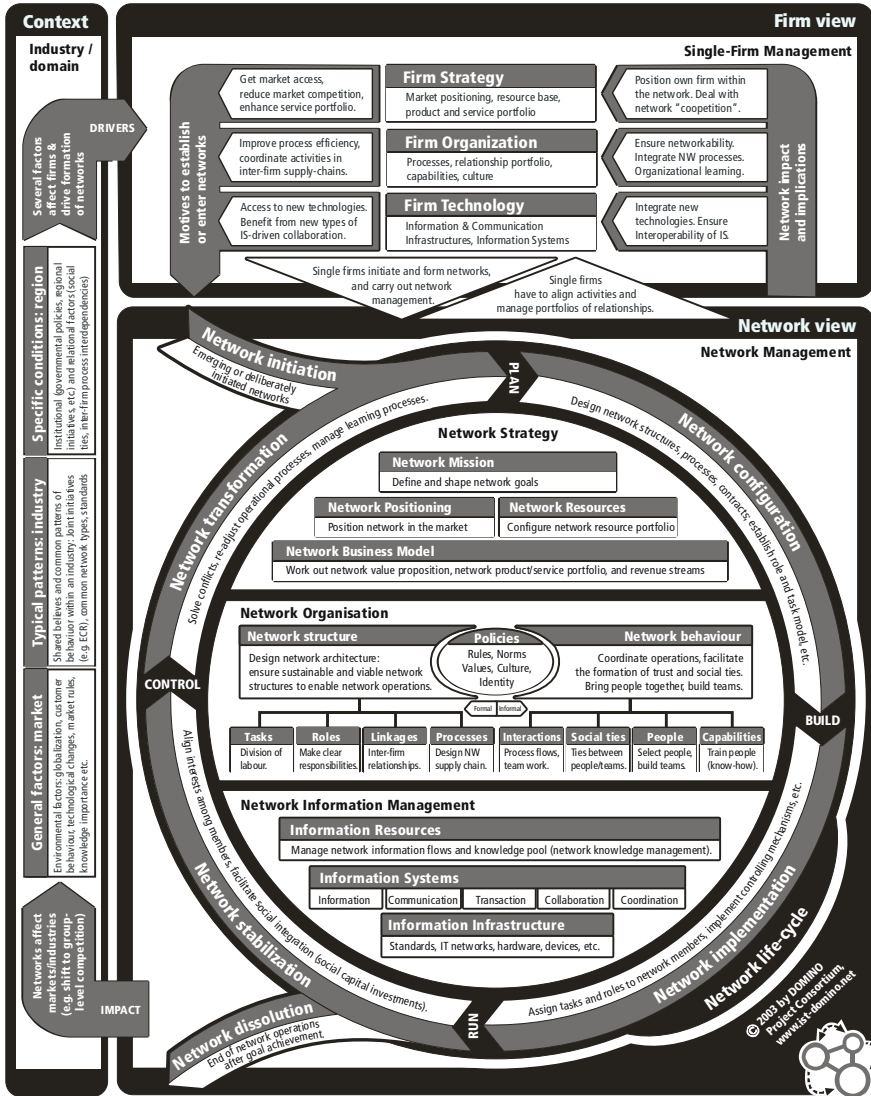 Context
Industry /
domain
DRIVERS
Several factors
affect firms &
drive formation
of networks
Specific conditions: region
Institutional (governmental policies, regional
initiatives, etc.) and relational factors (social
ties, inter-firm process interdependencies)
Typical patterns: industry
Shared believes and common patterns of
behaviuor within an industry: Joint initiatives
(e.g. ECR), common network types, standards
General factors: market
Environmental factors: globalization, customer
behaviour, technological changes, market rules,
knowledge importance etc.
Networks affect
markets/industries
(e.g. shift to group-
level competition)
IMPACT
Firm view
Single-Firm Management
Motives to establish
or enter networks
Get market access,
reduce market competition,
enhance service portfolio.
Firm Strategy
Market positioning, resource base,
product and service portfolio
Position own firm within
the network. Deal with
network “coopetition”.
Improve process efficiency,
coordinate activities in
inter-firm supply-chains.
Firm Organization
Processes, relationship portfolio,
capabilities, culture
Ensure networkability.
Integrate NW processes.
Organizational learning.
Access to new technologies.
Benefit from new types of
IS-driven collaboration.
Firm Technology
Information & Communication
Infrastructures, Information Systems
Integrate new
technologies. Ensure
Interoperability of IS.
Network impact
and implications
Single firms initiate and form networks,
and carry out network
management.
Single firms
have to align activities and
manage portfolios of relationships.
Network view
Network Management
Network initiation
Emerging or deliberately
Initiated networks
PLAN
Network configuration
Design network structures, processes, contracts; establish role and task model, etc.
Network transformation
Solve conflicts, re-adjust operational processes, manage learning processes.
Network Strategy
Network Mission
Define and shape network goals
Network Positioning
Position network in the market
Network Resources
Configure network resource portfolio
Network Business Model
Work out network value proposition, network product/service portfolio, and revenue streams
Network Organisation
Network structure
Design network architecture:
ensure sustainable and viable network
structures to enable network operations.
Policies
Rules, Norms
Values, Culture,
Identity
Network behaviour
Coordinate operations, facilitate
the formation of trust and social ties.
Bring people together, build teams.
Formal
Informal
CONTROL
BUILD
Tasks
Division of
labour.
Roles
Make clear
responsibilities.
Linkages
Inter-firm
relationships.
Processes
Design NW
supply chain.
Interactions
Process flows,
team work.
Social ties
Ties between
people/teams.
People
Select people,
build teams.
Capabilities
Train people
(know-how).
Network Information Management
Information Resources
Manage network information flows and knowledge pool (network knowledge management).
Information Systems
Information
Communication
Transaction
Collaboration
Coordination
Information Infrastructure
Standards, IT networks, hardware, devices, etc.
Align interests among members, facilitate social integration (social capital investments).
Network stabilization
Assign tasks and roles to network members, implement controlling mechanisms, etc.
Network implementation
Network life-cycle
RUN
Network dissolution
End of network operations
after goal achievement.
© 2003 by DOMINO
Project Consortium,
www.ist-domino.net